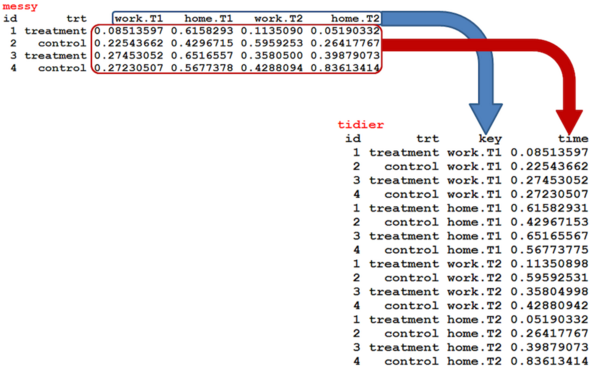 messy
id trt work.T1 home.T1 work.T2 home.T2
1 treatment 0.08513597 0.6158293 0.1135090 0.05190332
2 control 0.22543662 0.4296715 0.5959253 0.26417767
3 treatment 0.27453052 0.6516557 0.3580500 0.39879073
4 control 0.27230507 0.5677378 0.4288094 0.83613414
tidier
id trt key time
1 treatment work.T1 0.08513597
2 control work.T1 0.22543662
3 treatment work.T1 0.27453052
4 control work.T1 0.27230507
1 treatment home.T1 0.61582931
2 control home.T1 0.42967153
3 treatment home.T1 0.65165567
4 control home.T1 0.56773775
1 treatment work.T2 0.11350898
2 control work.T2 0.59592531
3 treatment work.T2 0.35804998
4 control work.T2 0.42880942
1 treatment home.T2 0.05190332
2 control home.T2 0.26417767
3 treatment home.T2 0.39879073
4 control home.T2 0.83613414